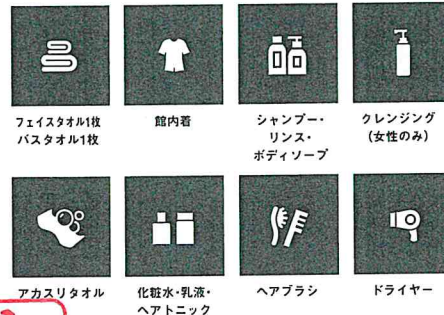 フェイスタオル1枚
バスタオル1枚
館内着
シャンプー・
リンス・
ボディソープ
クレンジング
(女性のみ)
アカスリタオル
化粧水・乳液・
ヘアトニック
ヘアブラシ
ドライヤー